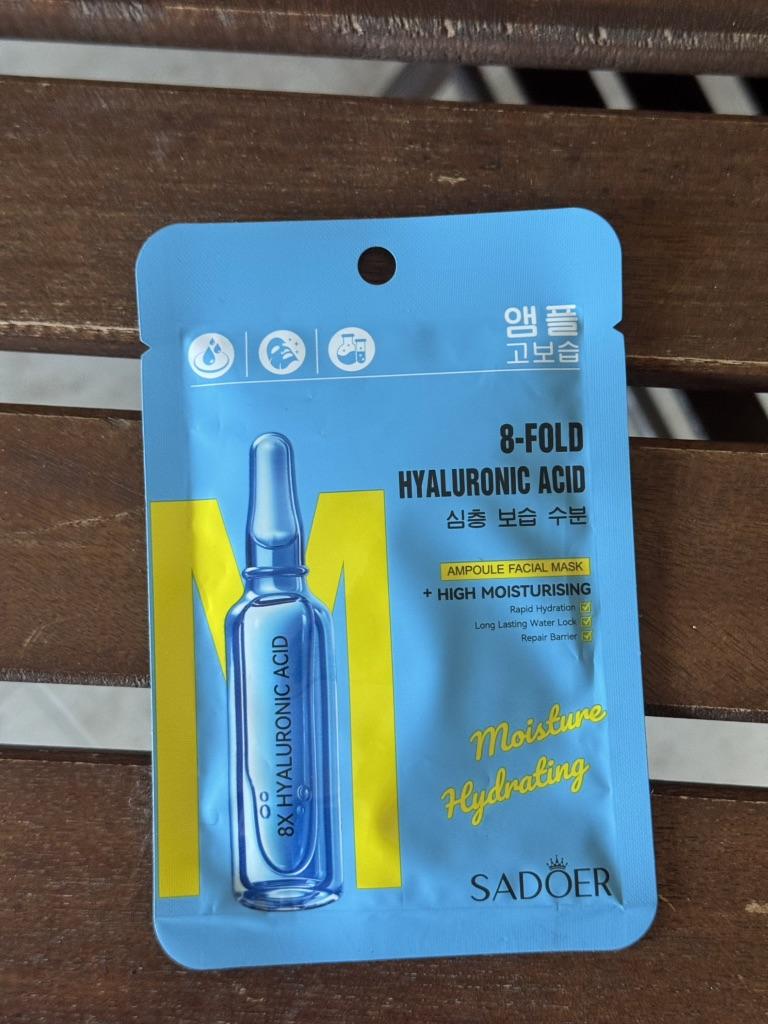 앰플
고보습
8-FOLD
HYALURONIC ACID
심층 보습 수분
AMPOULE FACIAL MASK
+ HIGH MOISTURISING
Rapid Hydration
Long Lasting Water Lock
Repair Barrier
M
8X HYALURONIC ACID
Moisture
Hydrating
SADOER